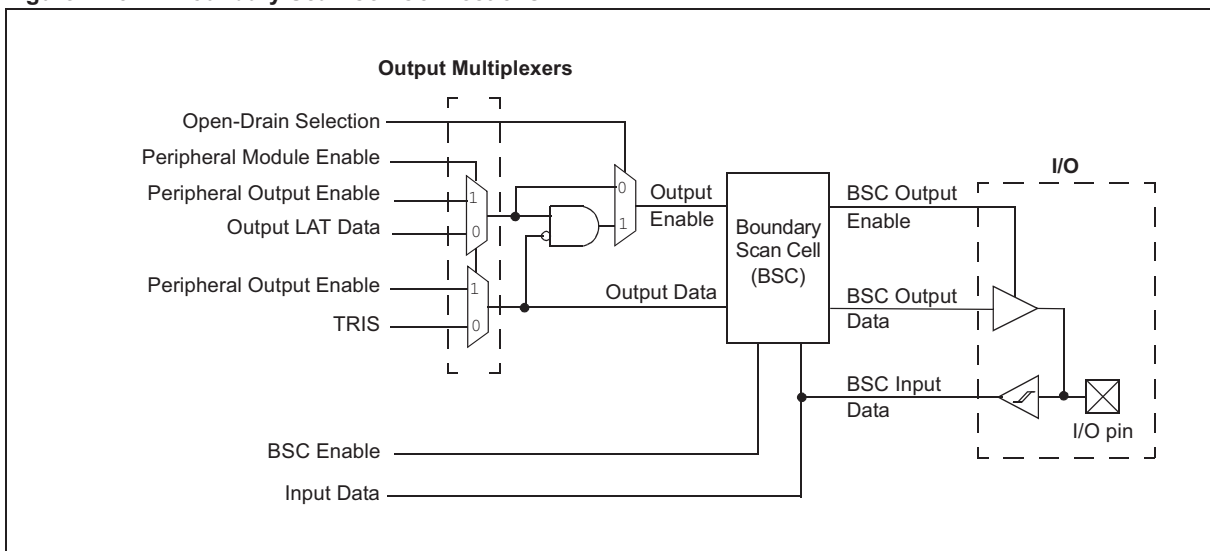 Output Multiplexers
Open-Drain Selection
Peripheral Module Enable
Peripheral Output Enable
Output LAT Data
Peripheral Output Enable
TRIS
1
0
1
0
0
1
Output
Enable
Output Data
Boundary
Scan Cell
(BSC)
BSC Output
Enable
BSC Output
Data
BSC Input
Data
I/O
I/O pin
BSC Enable
Input Data